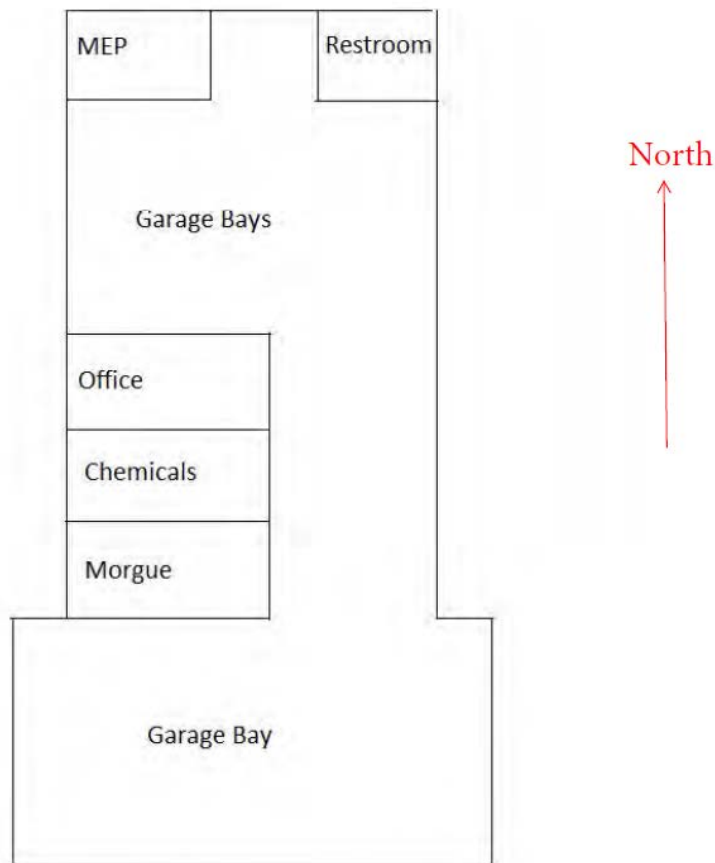 MEP
Restroom
North
Garage Bays
Office
Chemicals
Morgue
Garage Bay